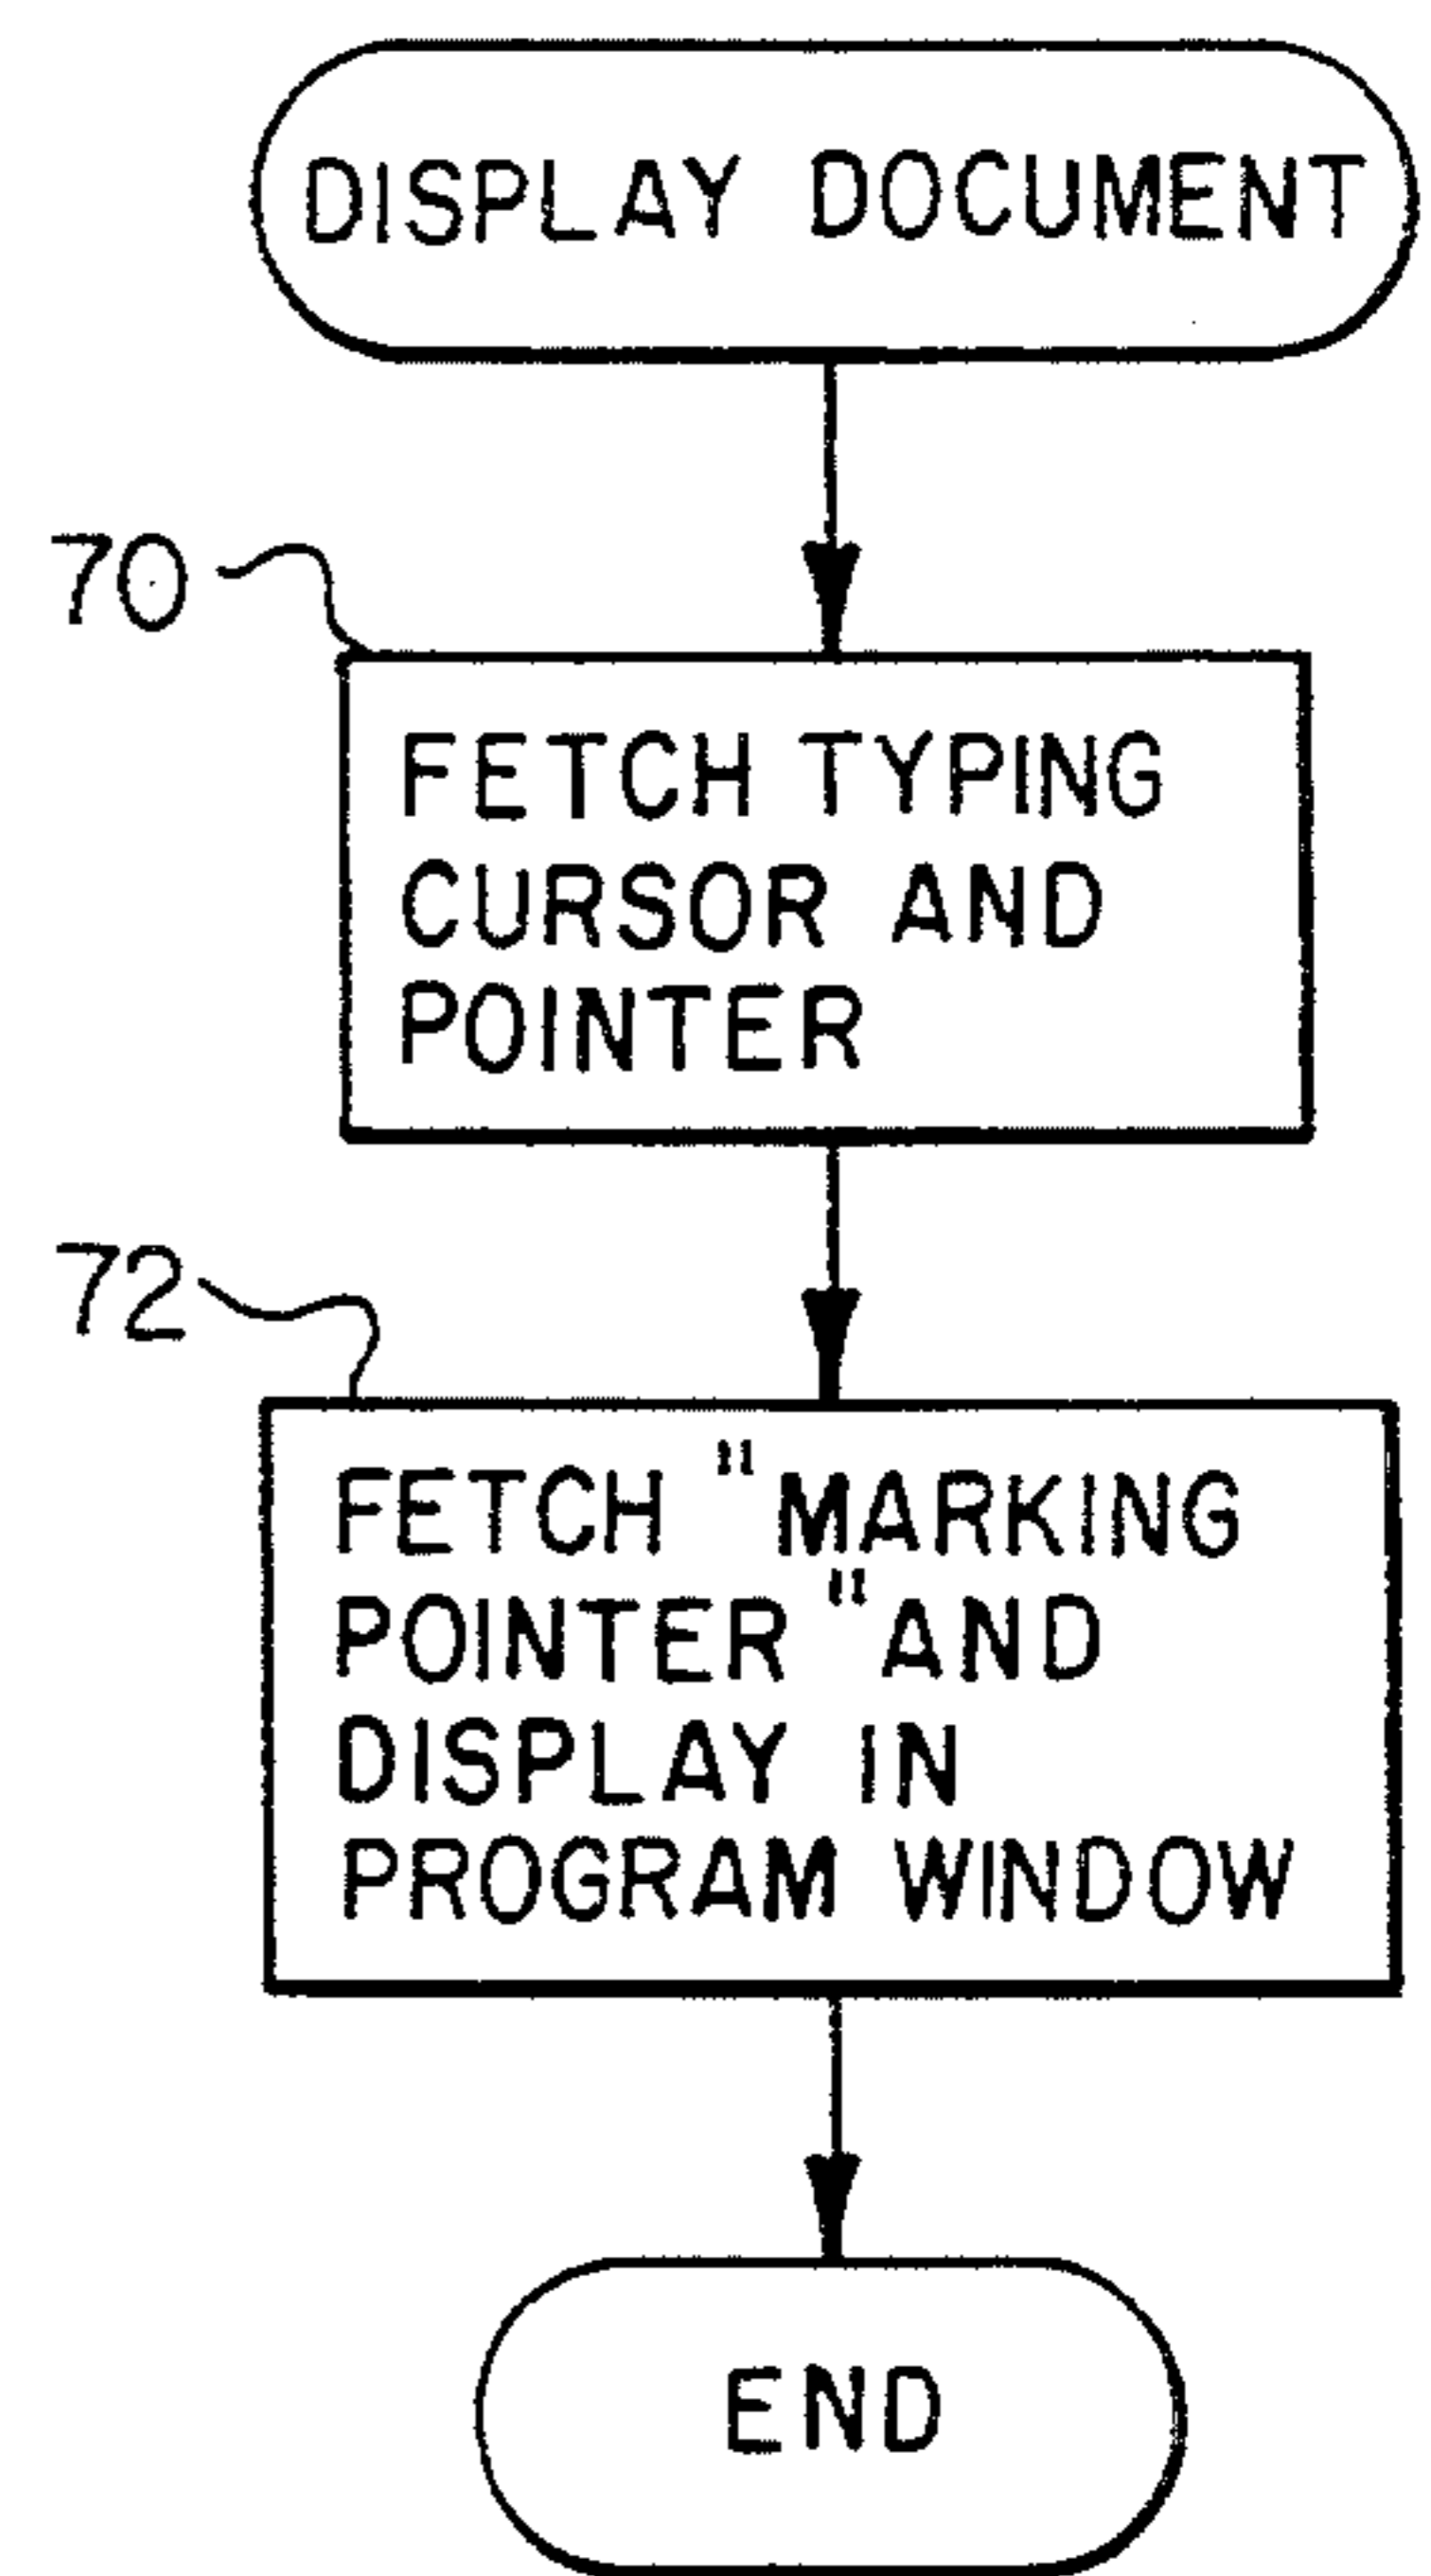 DISPLAY DOCUMENT
70
FETCH TYPING
CURSOR AND
POINTER
72
FETCH "MARKING
POINTER" AND
DISPLAY IN
PROGRAM WINDOW
END